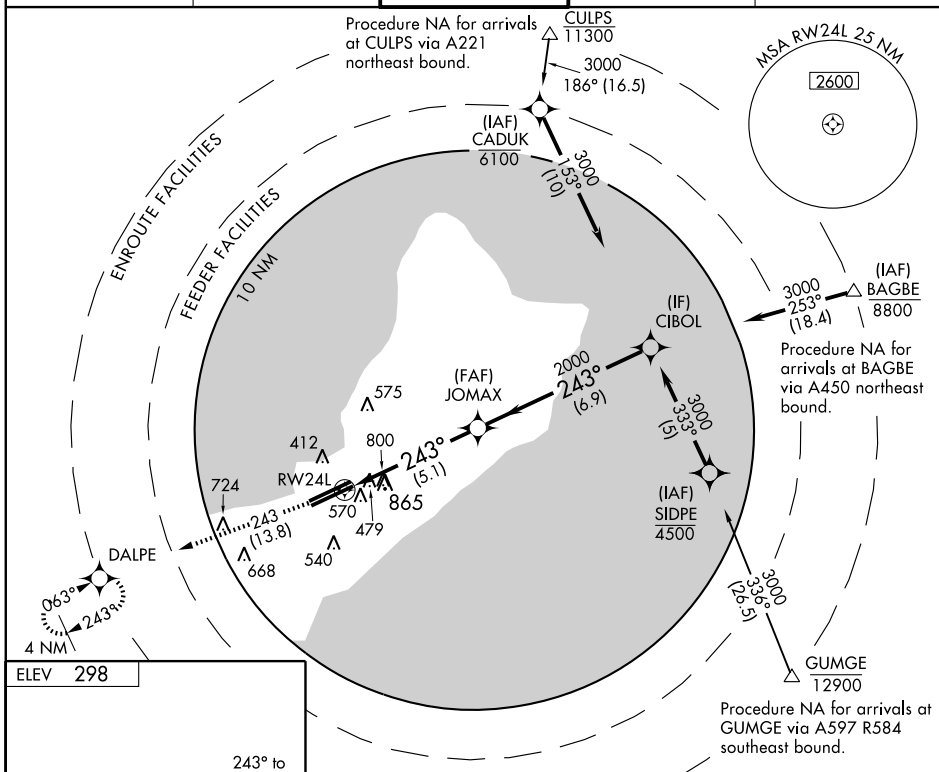 Procedure NA for arrivals
at CULPS via A221
northeast bound.
CULPS
11300
3000
186° (16.5)
MSA RW24L 25 NM
2600
(IAF)
CADUK
6100
3000
153°
(10)
ENROUTE FACILITIES
FEEDER FACILITIES
10 NM
(IAF)
BAGBE
8800
3000
253°
(18.4)
Procedure NA for
arrivals at BAGBE
via A450 northeast
bound.
(IF)
CIBOL
2000
243°
(6.9)
(FAF)
JOMAX
575
3000
333°
(5)
412
800
243°
(5.1)
RW24L
724
865
570
479
(IAF)
SIDPE
4500
243
(13.8)
540
668
DALPE
063°
243°
4 NM
3000
336°
(26.5)
GUMGE
12900
Procedure NA for arrivals at
GUMGE via A597 R584
southeast bound.
ELEV 298
243° to